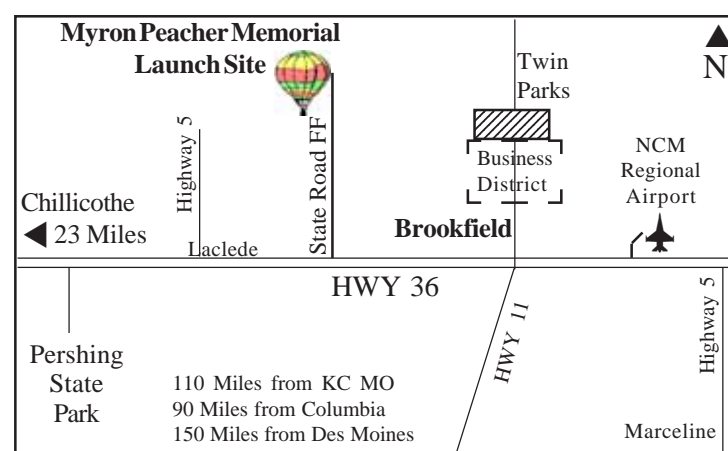 Myron Peacher Memorial
Launch Site
N
Twin
Parks
Business
District
NCM
Regional
Airport
Highway 5
State Road FF
Chillicothe
23 Miles
Laclede
Brookfield
HWY 36
Pershing
State
Park
110 Miles from KC MO
90 Miles from Columbia
150 Miles from Des Moines
HWY 11
Highway 5
Marceline